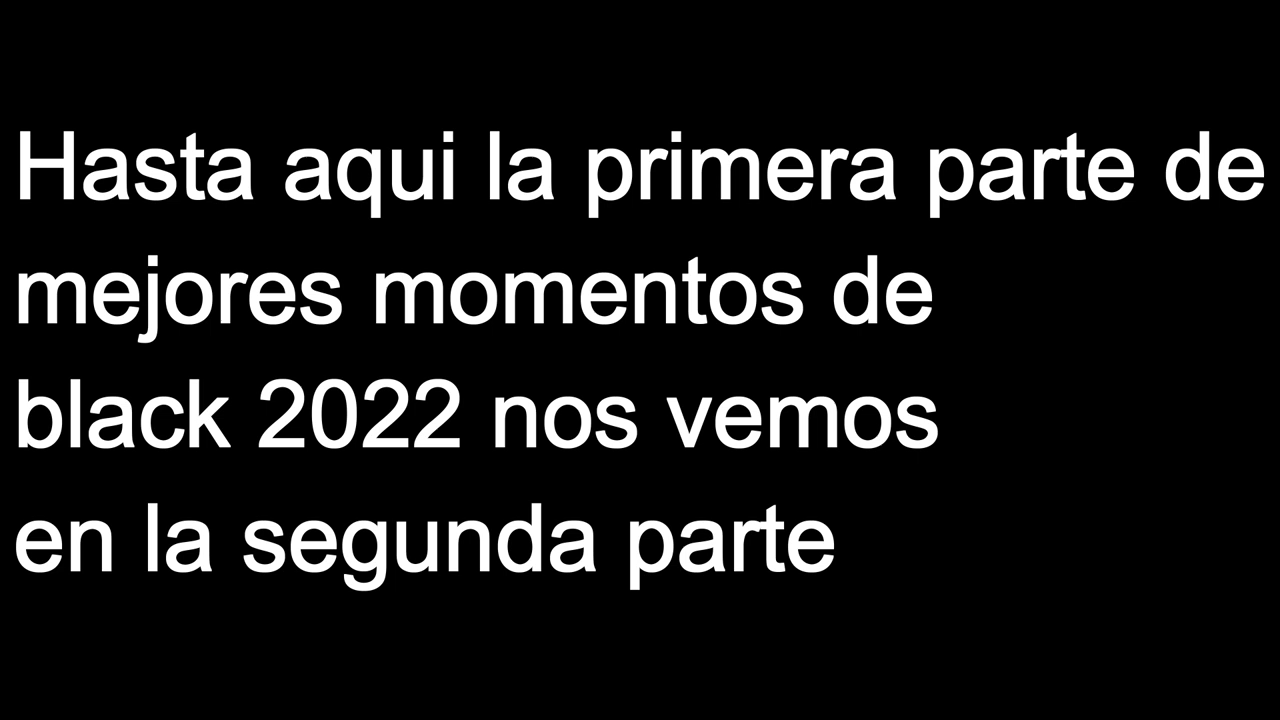 Hasta aqui la primera parte de
mejores momentos de
black 2022 nos vemos
en la segunda parte